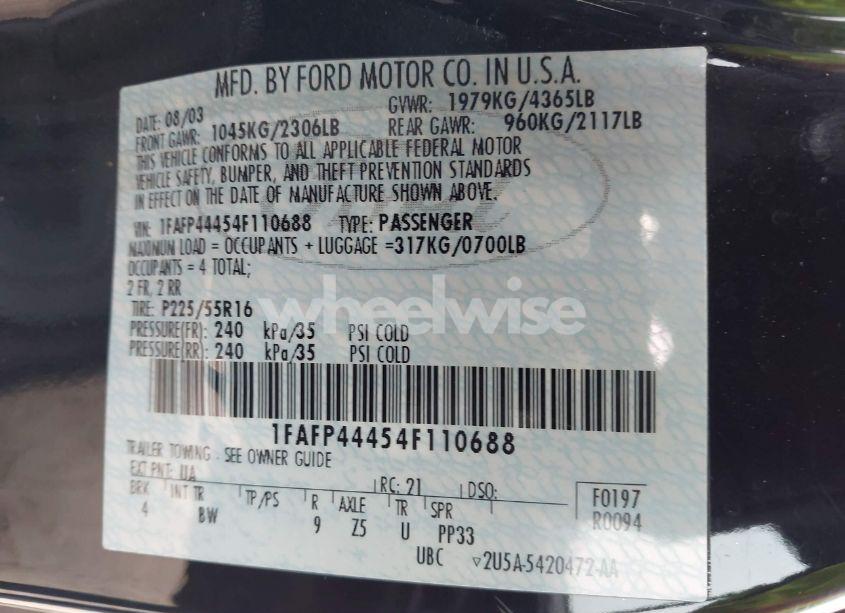 MFD. BY FORD MOTOR CO. IN U.S.A.
DATE: 08/03 GVWR: 1979KG/4365LB
FRONT GAWR: 1045KG/2306LB REAR GAWR: 960KG/2117LB
THIS VEHICLE CONFORMS TO ALL APPLICABLE FEDERAL MOTOR
VEHICLE SAFETY, BUMPER, AND THEFT PREVENTION STANDARDS
IN EFFECT ON THE DATE OF MANUFACTURE SHOWN ABOVE.
VIN: 1FAFP44454F110688 TYPE: PASSENGER
MAXIMUM LOAD = OCCUPANTS + LUGGAGE =317KG/0700LB
OCCUPANTS = 4 TOTAL;
2 FR, 2 RR
TIRE: P225/55R16
wheelwise
PRESSURE(FR): 240 kPa/35 PSI COLD
PRESSURE(RR): 240 kPa/35 PSI COLD
1FAFP44454F110688
TRAILER TOWING - SEE OWNER GUIDE
EXT PNT: UA RC: 21 DSO:
BRK INT TR TP/PS R AXLE TR SPR
4 BW 9 Z5 U PP33
F0197
R0094
UBC ▽2U5A-5420472-AA